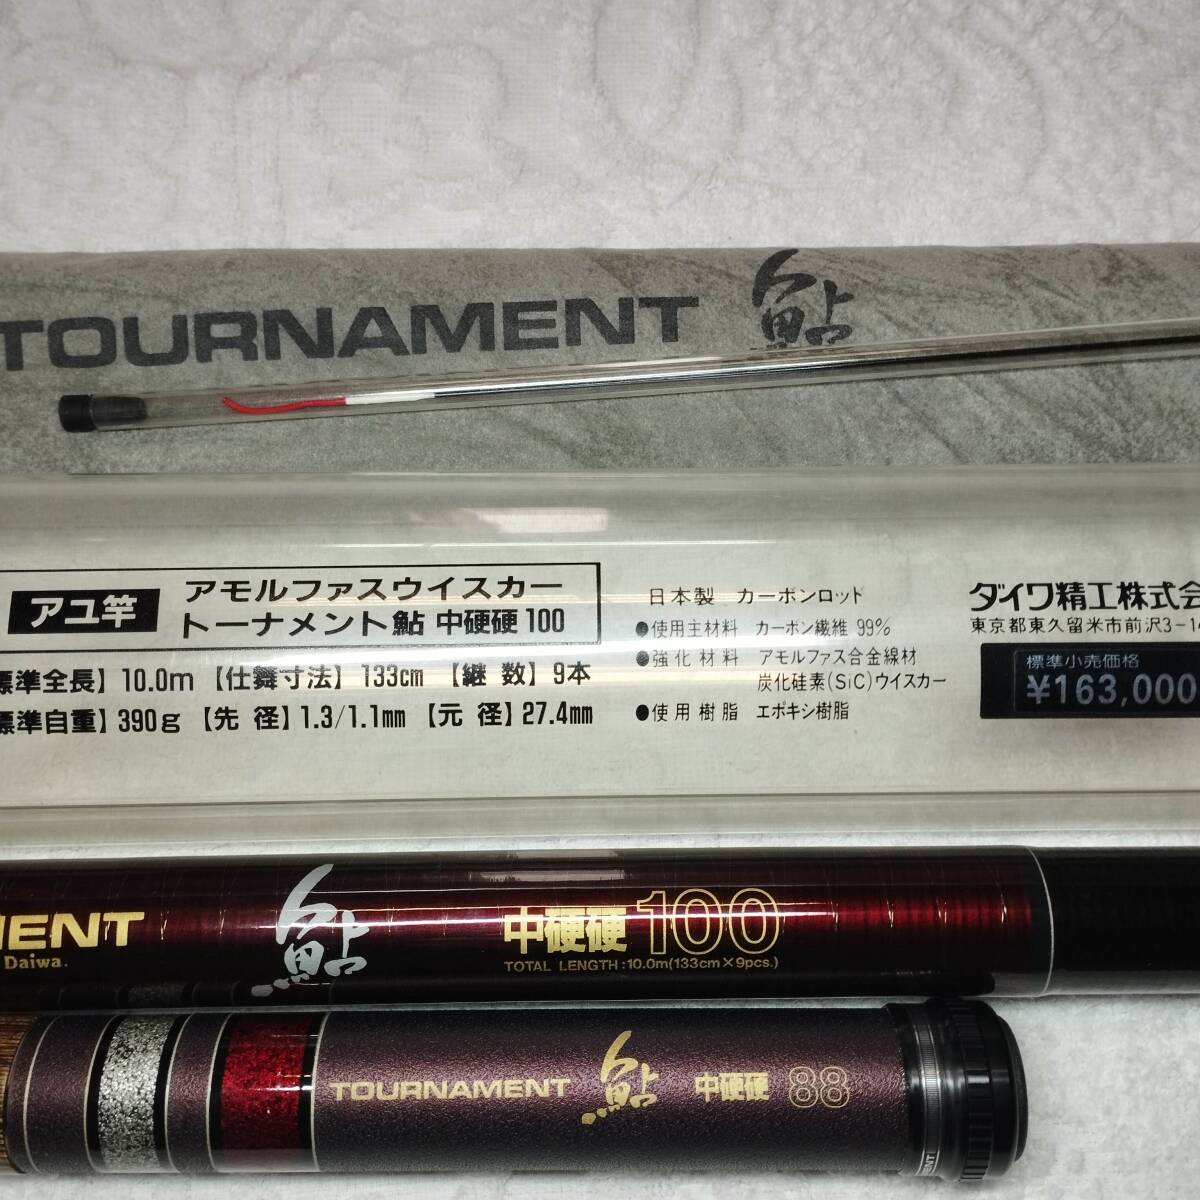 TOURNAMENT 鮎
アユ竿
アモルファスウイスカー
トーナメント鮎 中硬硬100
標準全長】10.0m【仕舞寸法】133cm【継 数】9本
標準自重】390g【先 径】1.3/1.1mm【元 径】27.4mm
日本製 カーボンロッド
●使用主材料 カーボン繊維 99%
●強化材料 アモルファス合金線材
炭化硅素(SiC)ウイスカー
●使用樹脂 エポキシ樹脂
ダイワ精工株式会
東京都東久留米市前沢3-14
標準小売価格
¥163,000
MENT 鮎 中硬硬100
Daiwa.
TOTAL LENGTH:10.0m(133cm×9pcs.)
TOURNAMENT 鮎 中硬硬 88
MENT